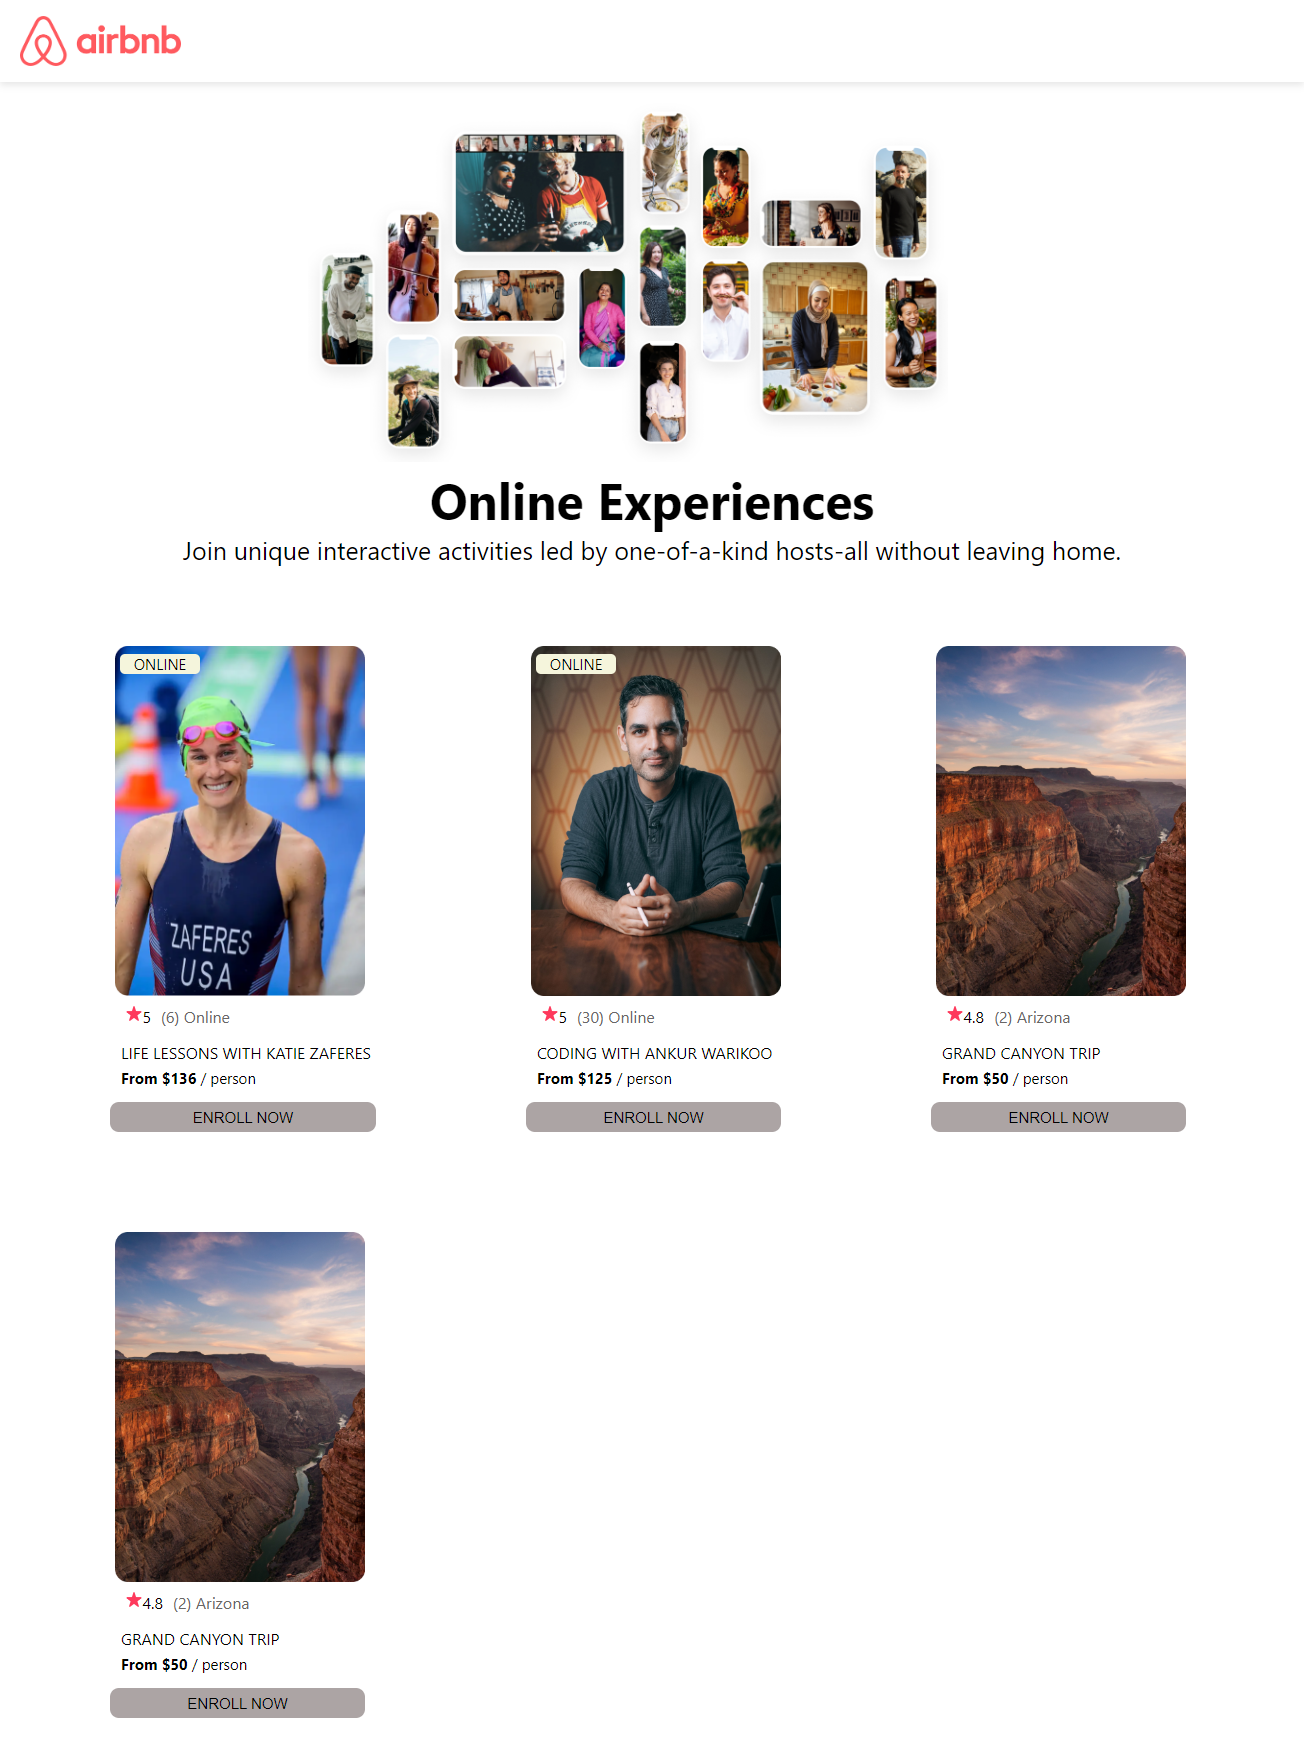 airbnb
Online Experiences
Join unique interactive activities led by one-of-a-kind hosts-all without leaving home.
ONLINE
ZAFERES
USA
5 (6) Online
LIFE LESSONS WITH KATIE ZAFERES
From $136 / person
ENROLL NOW
ONLINE
5 (30) Online
CODING WITH ANKUR WARIKOO
From $125 / person
ENROLL NOW
4.8 (2) Arizona
GRAND CANYON TRIP
From $50 / person
ENROLL NOW
4.8 (2) Arizona
GRAND CANYON TRIP
From $50 / person
ENROLL NOW